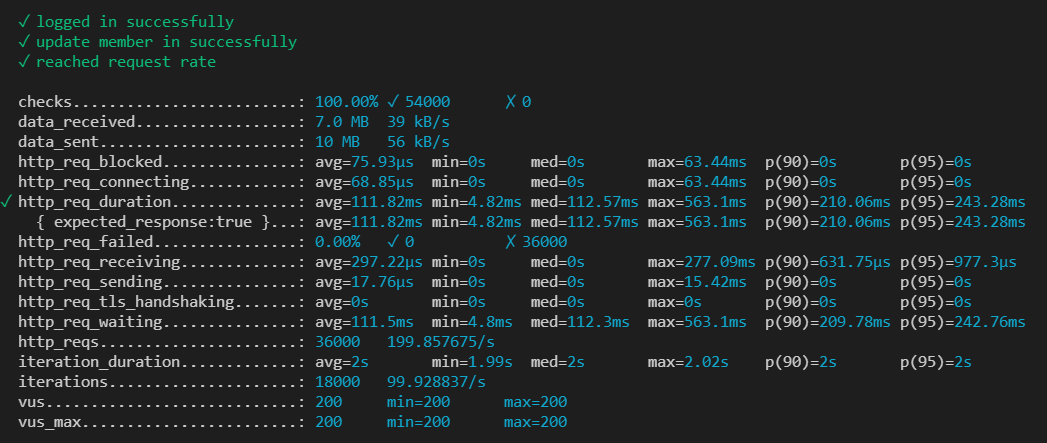 ✓ logged in successfully
✓ update member in successfully
✓ reached request rate
checks.........................: 100.00% ✓ 54000 ✗ 0
data_received..................: 7.0 MB 39 kB/s
data_sent......................: 10 MB 56 kB/s
http_req_blocked...............: avg=75.93µs min=0s med=0s max=63.44ms p(90)=0s p(95)=0s
http_req_connecting............: avg=68.85µs min=0s med=0s max=63.44ms p(90)=0s p(95)=0s
✓ http_req_duration..............: avg=111.82ms min=4.82ms med=112.57ms max=563.1ms p(90)=210.06ms p(95)=243.28ms
{ expected_response:true }...: avg=111.82ms min=4.82ms med=112.57ms max=563.1ms p(90)=210.06ms p(95)=243.28ms
http_req_failed................: 0.00% ✓ 0 ✗ 36000
http_req_receiving.............: avg=297.22µs min=0s med=0s max=277.09ms p(90)=631.75µs p(95)=977.3µs
http_req_sending...............: avg=17.76µs min=0s med=0s max=15.42ms p(90)=0s p(95)=0s
http_req_tls_handshaking.......: avg=0s min=0s med=0s max=0s p(90)=0s p(95)=0s
http_req_waiting...............: avg=111.5ms min=4.8ms med=112.3ms max=563.1ms p(90)=209.78ms p(95)=242.76ms
http_reqs......................: 36000 199.857675/s
iteration_duration.............: avg=2s min=1.99s med=2s max=2.02s p(90)=2s p(95)=2s
iterations.....................: 18000 99.928837/s
vus............................: 200 min=200 max=200
vus_max........................: 200 min=200 max=200